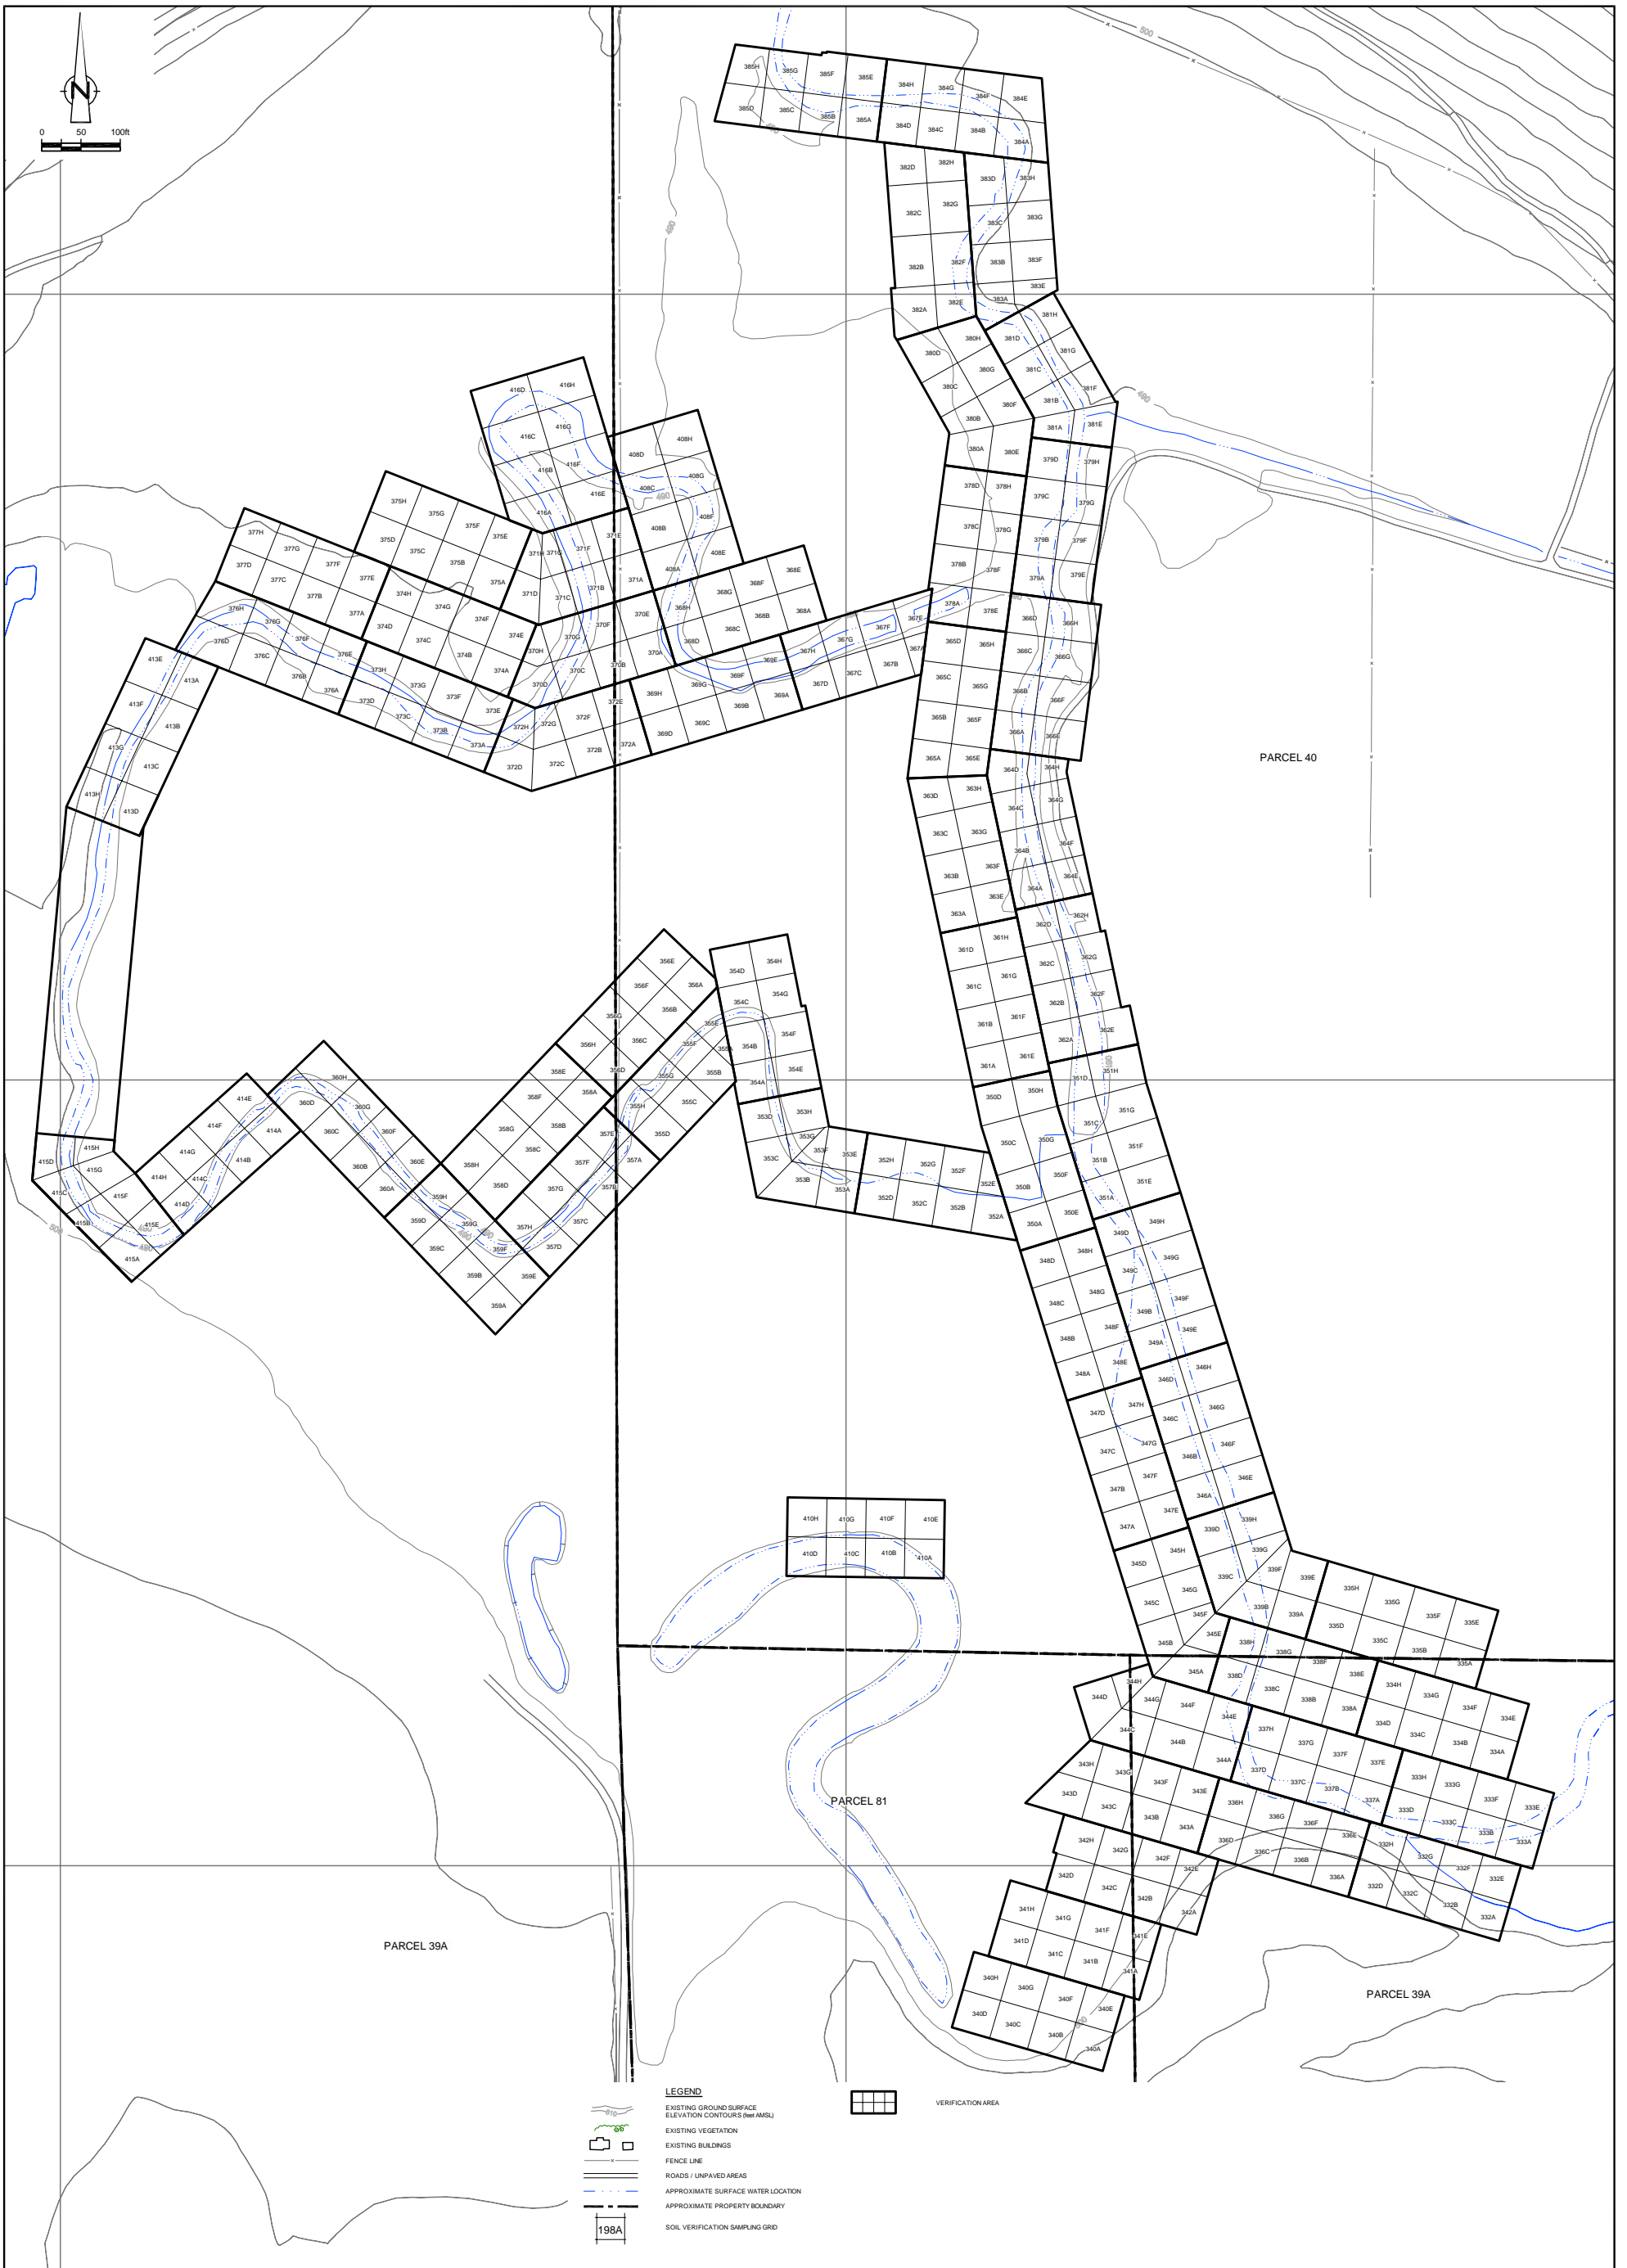 N
0 50 100ft
500
385H 385G 385F 385E 384H 384G 384F 384E
385D 385C 385B 385A 384D 384C 384B 384A
490
382D 382H 383D 383H
382C 382G 383C 383G
382B 382F 383B 383F
382A 382E 383A 383E
490
380D 380H 381D 381H
380C 380G 381C 381G
380B 380F 381B 381F
380A 380E 381A 381E
490
416D 416H
416C 416G
416B 416F
416A 416E
408D 408H
408C 408G
490
408B 408F
408A 408E
378D 378H 379D 379H
378C 378G 379C 379G
378B 378F 379B 379F
378A 378E 379A 379E
375H 375G 375F 375E
375D 375C 375B 375A
371H 371G 371F 371E
371D 371C 371B 371A
377H 377G 377F 377E
377D 377C 377B 377A
374H 374G 374F 374E
374D 374C 374B 374A
370H 370G 370F 370E
370D 370C 370B 370A
368H 368G 368F 368E
368D 368C 368B 368A
367H 367G 367F 367E
367D 367C 367B 367A
376H 376G 376F 376E
376D 376C 376B 376A
373H 373G 373F 373E
373D 373C 373B 373A
372H 372G 372F 372E
372D 372C 372B 372A
369H 369G 369F 369E
369D 369C 369B 369A
365D 365H 366D 366H
365C 365G 366C 366G
365B 365F 366B 366F
365A 365E 366A 366E
413E 413A
413F 413B
413G 413C
413H 413D
PARCEL 40
363D 363H 364D 364H
363C 363G 364C 364G
363B 363F 364B 364F
363A 363E 364A 364E
361D 361H 362D 362H
361C 361G 362C 362G
361B 361F 362B 362F
361A 361E 362A 362E
356E 356A
356F 356B
356G 356C
356H 356D
354D 354H
354C 354G
354B 354F
354A 354E
355E 355A
355F 355B
355G 355C
355H 355D
358E 358A
358F 358B
358G 358C
358H 358D
357E 357A
357F 357B
357G 357C
357H 357D
350D 350H 351D 351H
350C 350G 351C 351G
350B 350F 351B 351F
350A 350E 351A 351E
353D 353H
353C 353G 353F 353E
353B 353A
352H 352G 352F 352E
352D 352C 352B 352A
360H 360G 360F 360E
360D 360C 360B 360A
414E 414A
414F 414B
414G 414C
414H 414D
415D 415H
415C 415G
415B 415F
415A 415E
500
490
490
359H 359G 359F 359E
359D 359C 359B 359A
490
490
348D 348H 349D 349H
348C 348G 349C 349G
348B 348F 349B 349F
348A 348E 349A 349E
347D 347H 346D 346H
347C 347G 346C 346G
347B 347F 346B 346F
347A 347E 346A 346E
410H 410G 410F 410E
410D 410C 410B 410A
345D 345H 339D 339H
345C 345G 339C 339G
345B 345F 339B 339F
345A 345E 339A 339E
335H 335G 335F 335E
335D 335C 335B 335A
338H 338G 338F 338E
338D 338C 338B 338A
334H 334G 334F 334E
334D 334C 334B 334A
344D 344H 344G 344F 344E
344C 344B 344A
337H 337G 337F 337E
337D 337C 337B 337A
333H 333G 333F 333E
333D 333C 333B 333A
343H 343G 343F 343E
343D 343C 343B 343A
336H 336G 336F 336E
336D 336C 336B 336A
332H 332G 332F 332E
332D 332C 332B 332A
PARCEL 81
342H 342G 342F 342E
342D 342C 342B 342A
341H 341G 341F 341E
341D 341C 341B 341A
340H 340G 340F 340E
340D 340C 340B 340A
PARCEL 39A
PARCEL 39A
LEGEND
510
EXISTING GROUND SURFACE
ELEVATION CONTOURS (feet AMSL)
EXISTING VEGETATION
EXISTING BUILDINGS
FENCE LINE
ROADS / UNPAVED AREAS
APPROXIMATE SURFACE WATER LOCATION
APPROXIMATE PROPERTY BOUNDARY
198A
SOIL VERIFICATION SAMPLING GRID
VERIFICATION AREA